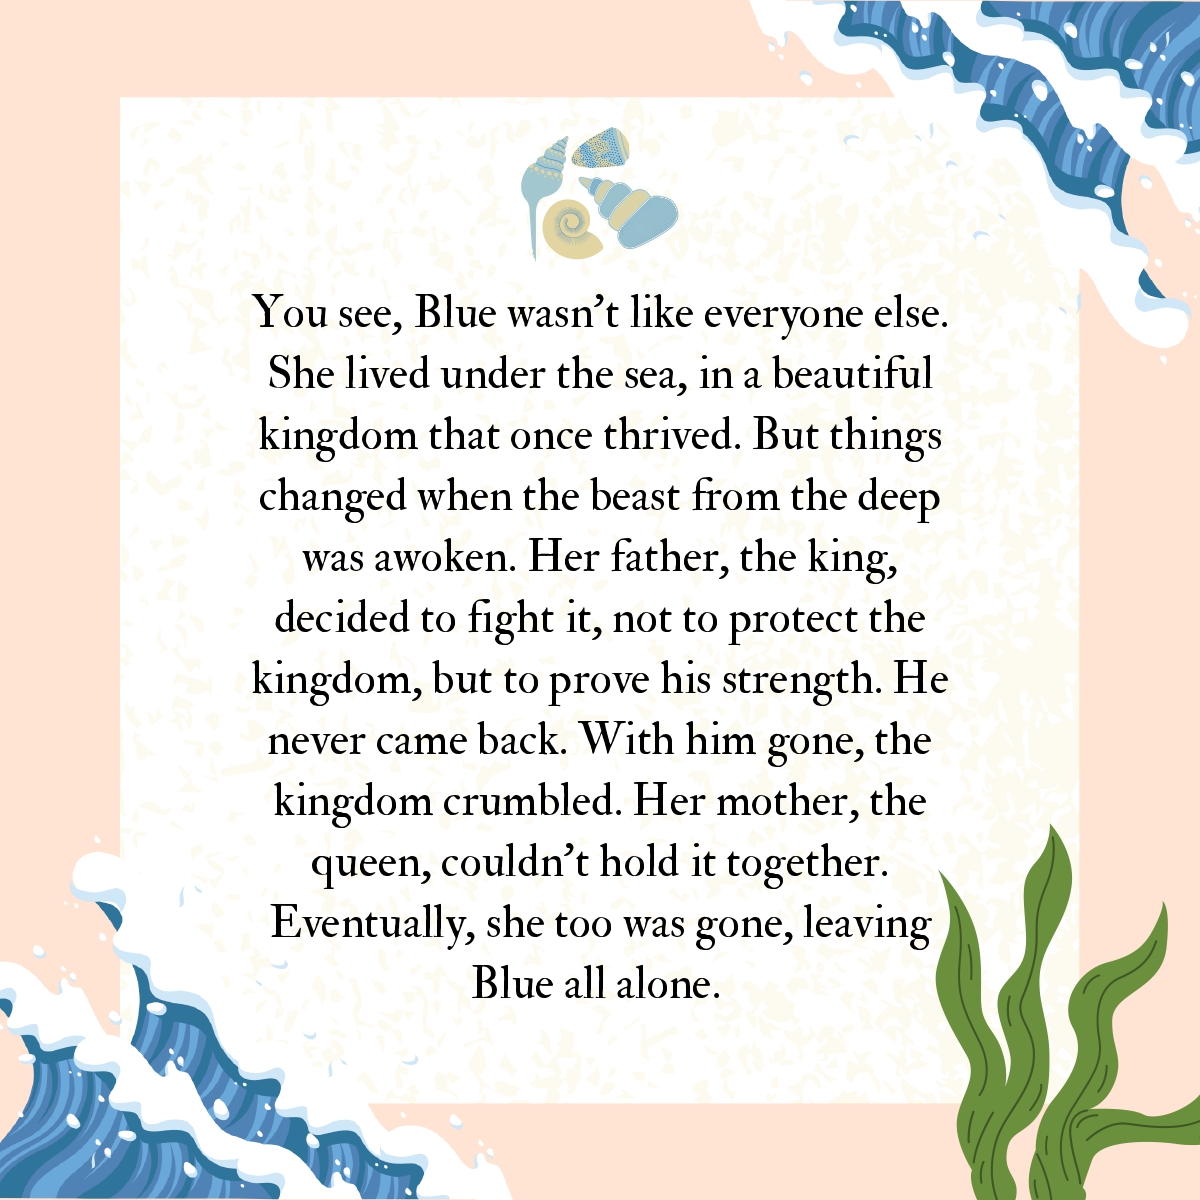 You see, Blue wasn’t like everyone else.
She lived under the sea, in a beautiful
kingdom that once thrived. But things
changed when the beast from the deep
was awoken. Her father, the king,
decided to fight it, not to protect the
kingdom, but to prove his strength. He
never came back. With him gone, the
kingdom crumbled. Her mother, the
queen, couldn’t hold it together.
Eventually, she too was gone, leaving
Blue all alone.